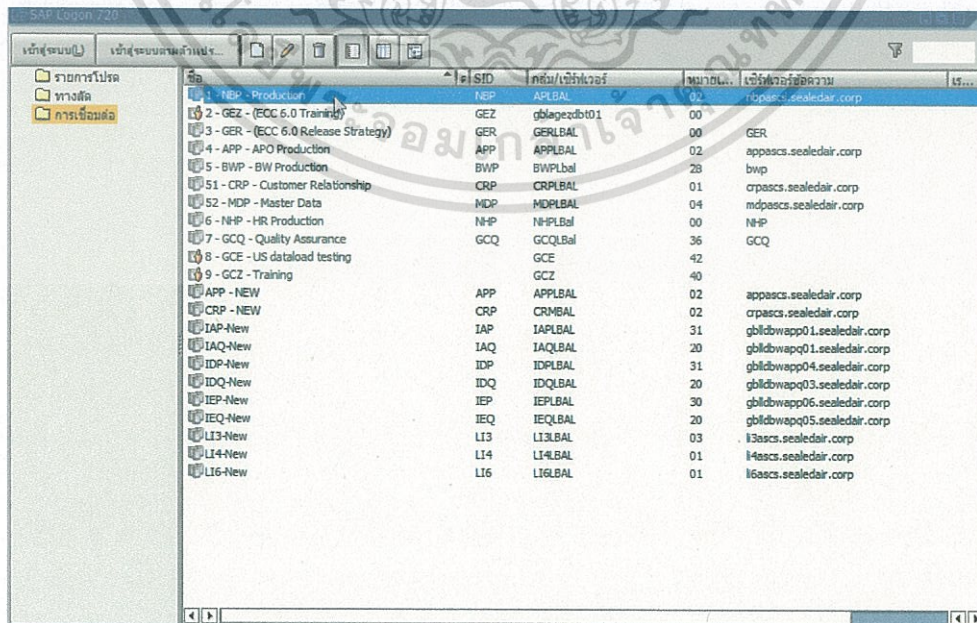 SAP Logon 720
เข้าสู่ระบบ(L) เข้าสู่ระบบตามตัวแปร...
รายการโปรด
ทางลัด
การเชื่อมต่อ
ชื่อ SID กลุ่ม/เซิร์ฟเวอร์ หมายเ... เซิร์ฟเวอร์ข้อความ เร...
1 - NBP - Production NBP APLBAL 02 nbpascs.sealedair.corp
2 - GEZ - (ECC 6.0 Training) GEZ gblagezdbt01 00
3 - GER - (ECC 6.0 Release Strategy) GER GERLBAL 00 GER
4 - APP - APO Production APP APPLBAL 02 appascs.sealedair.corp
5 - BWP - BW Production BWP BWPLbal 28 bwp
51 - CRP - Customer Relationship CRP CRPLBAL 01 crpascs.sealedair.corp
52 - MDP - Master Data MDP MDPLBAL 04 mdpascs.sealedair.corp
6 - NHP - HR Production NHP NHPLBal 00 NHP
7 - GCQ - Quality Assurance GCQ GCQLBal 36 GCQ
8 - GCE - US dataload testing GCE 42
9 - GCZ - Training GCZ 40
APP - NEW APP APPLBAL 02 appascs.sealedair.corp
CRP - NEW CRP CRMBAL 02 crpascs.sealedair.corp
IAP-New IAP IAPLBAL 31 gblldbwapp01.sealedair.corp
IAQ-New IAQ IAQLBAL 20 gblldbwapq01.sealedair.corp
IDP-New IDP IDPLBAL 31 gblldbwapp04.sealedair.corp
IDQ-New IDQ IDQLBAL 20 gblldbwapq03.sealedair.corp
IEP-New IEP IEPLBAL 30 gblldbwapp06.sealedair.corp
IEQ-New IEQ IEQLBAL 20 gblldbwapq05.sealedair.corp
LI3-New LI3 LI3LBAL 03 li3ascs.sealedair.corp
LI4-New LI4 LI4LBAL 01 li4ascs.sealedair.corp
LI6-New LI6 LI6LBAL 01 li6ascs.sealedair.corp